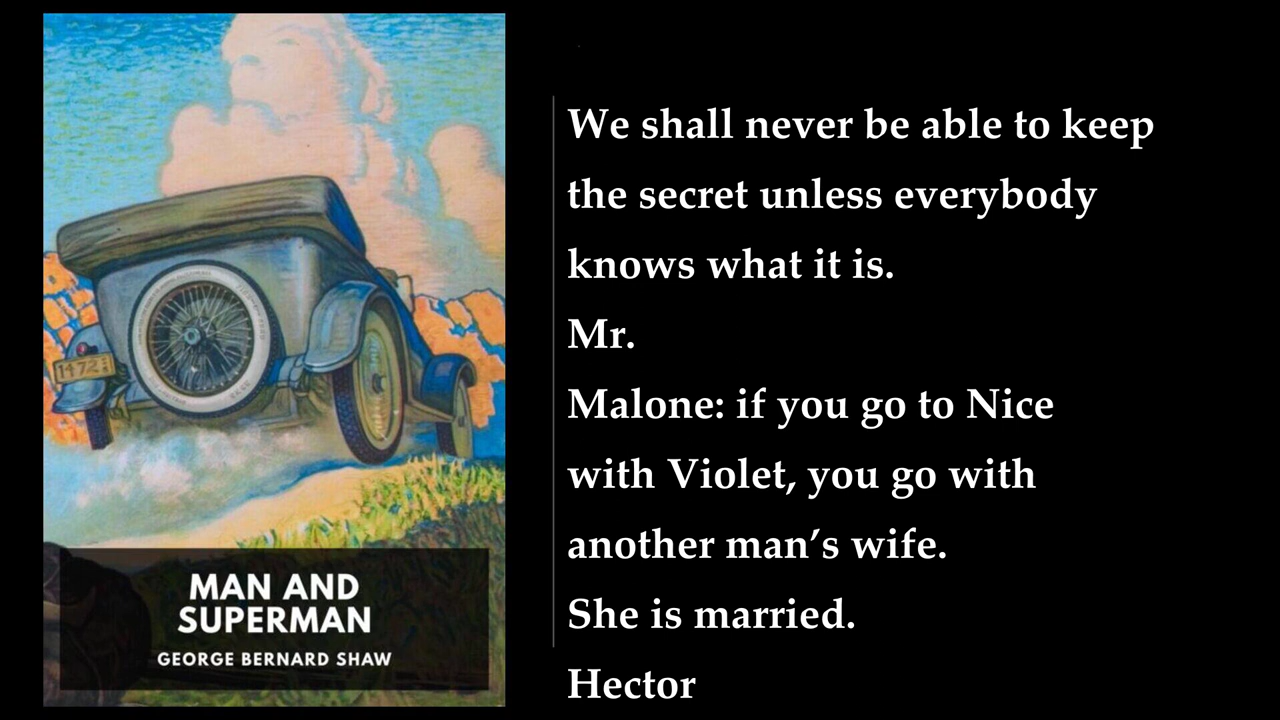 1472
MAN AND
SUPERMAN
GEORGE BERNARD SHAW
We shall never be able to keep
the secret unless everybody
knows what it is.
Mr.
Malone: if you go to Nice
with Violet, you go with
another man’s wife.
She is married.
Hector